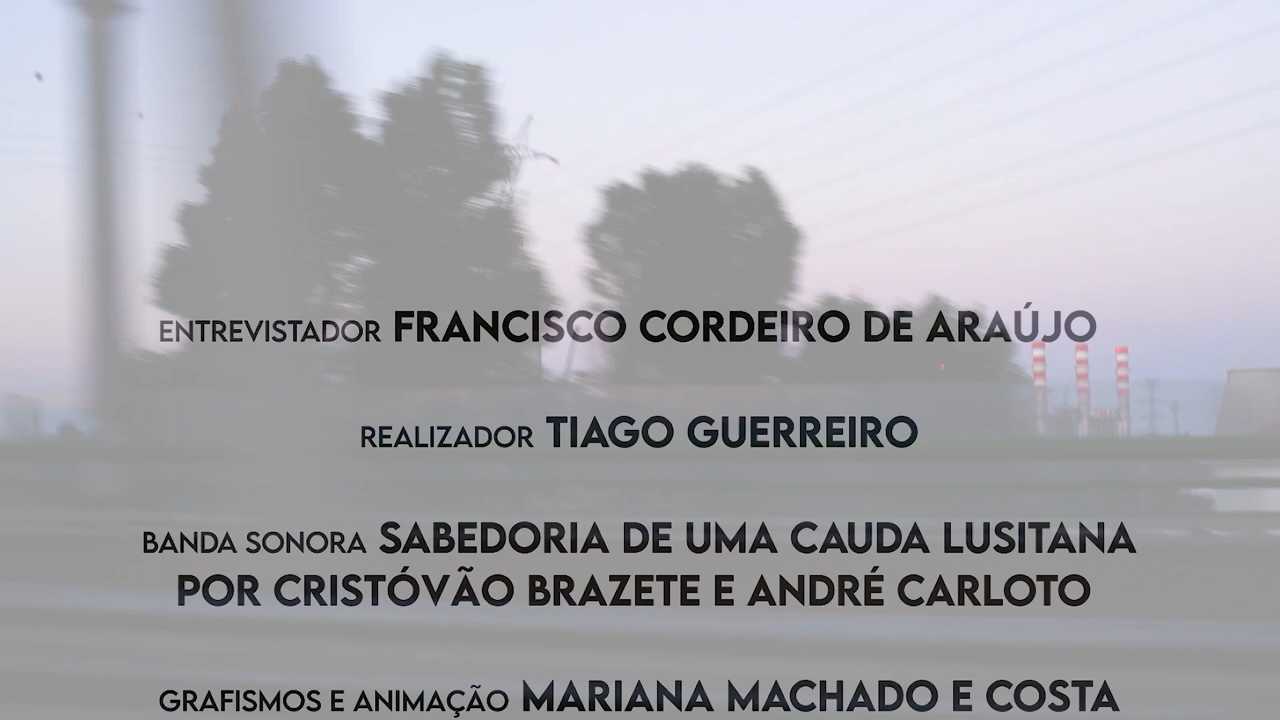 ENTREVISTADOR FRANCISCO CORDEIRO DE ARAÚJO
REALIZADOR TIAGO GUERREIRO
BANDA SONORA SABEDORIA DE UMA CAUDA LUSITANA
POR CRISTÓVÃO BRAZETE E ANDRÉ CARLOTO
GRAFISMOS E ANIMAÇÃO MARIANA MACHADO E COSTA